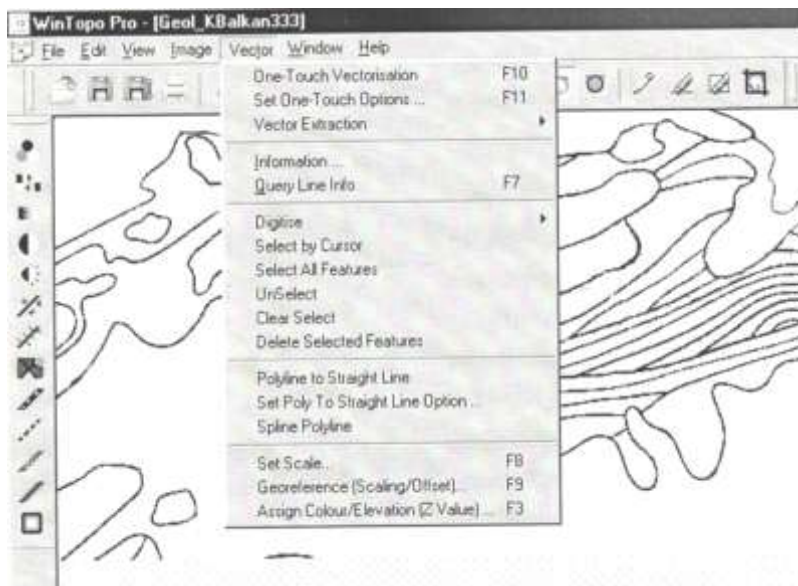 WinTopo Pro - [Geol_KBalkan333]
File Edit View Image Vector Window Help
One-Touch Vectorisation F10
Set One-Touch Options ... F11
Vector Extraction
Information ...
Query Line Info F7
Digitise
Select by Cursor
Select All Features
UnSelect
Clear Select
Delete Selected Features
Polyline to Straight Line
Set Poly To Straight Line Option ...
Spline Polyline
Set Scale... F8
Georeference (Scaling/Offset)... F9
Assign Colour/Elevation (Z Value) ... F3